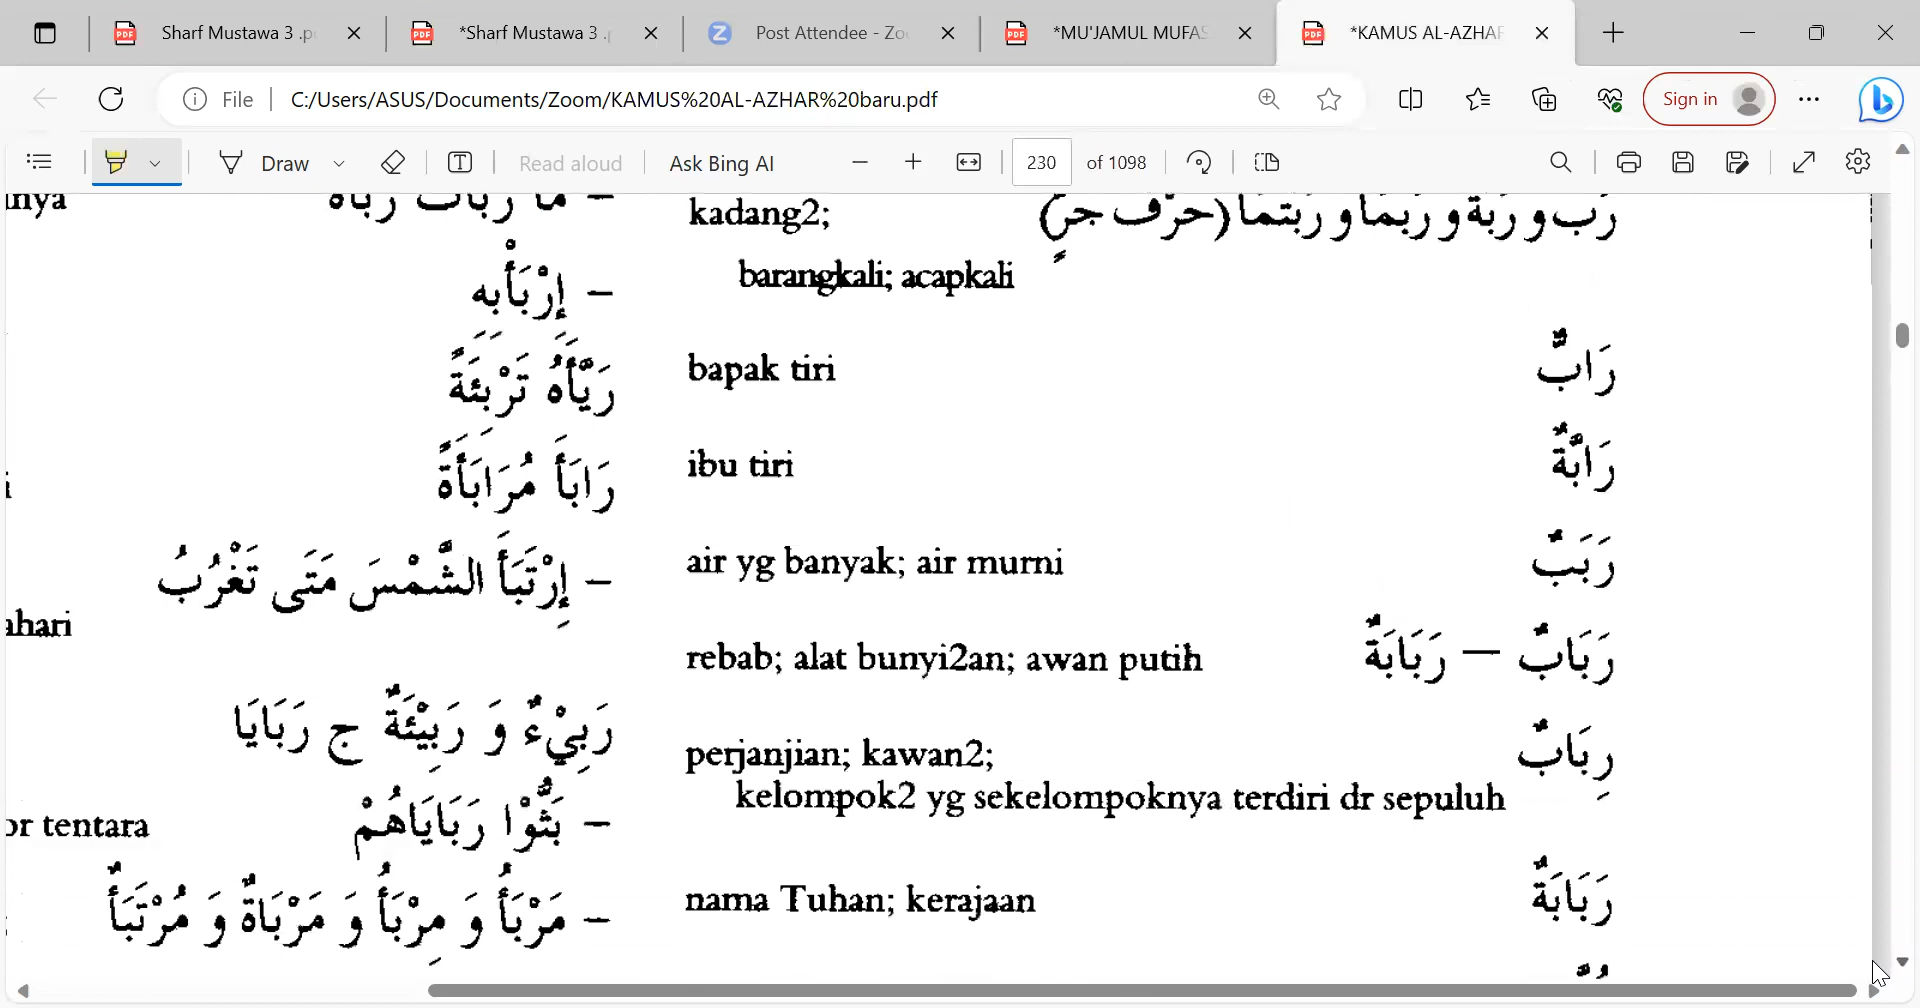 Sharf Mustawa 3 .p
*Sharf Mustawa 3 .
Post Attendee - Zo
*MU'JAMUL MUFAS
*KAMUS AL-AZHAR
File
C:/Users/ASUS/Documents/Zoom/KAMUS%20AL-AZHAR%20baru.pdf
Sign in
Draw
Read aloud
Ask Bing AI
230 of 1098
رُبَّ و رُبَّةَ و رُبَّمَا و رُبَّتَمَا (حَرْف جَرٍّ)
kadang2;
barangkali; acapkali
رَابٌّ
bapak tiri
رَابَّةٌ
ibu tiri
رَبَبٌ
air yg banyak; air murni
رَبَابٌ – رَبَابَةٌ
rebab; alat bunyi2an; awan putih
رِبَابٌ
perjanjian; kawan2;
kelompok2 yg sekelompoknya terdiri dr sepuluh
رَبَابَةٌ
nama Tuhan; kerajaan
– إِرْبَأْ بِه
رَبَّأَهُ تَرْبِئَةً
رَابَأَ مُرَابَأَةً
– إِرْتَبَأَ الشَّمْسَ مَتَى تَغْرُبُ
ahari
رَبِيْءٌ وَ رَبِيْئَةٌ ج رَبَايَا
– بَثُّوْا رَبَايَاهُمْ
or tentara
– مَرْبَأُ وَ مِرْبَأُ وَ مَرْبَاةٌ وَ مُرْتَبَأٌ